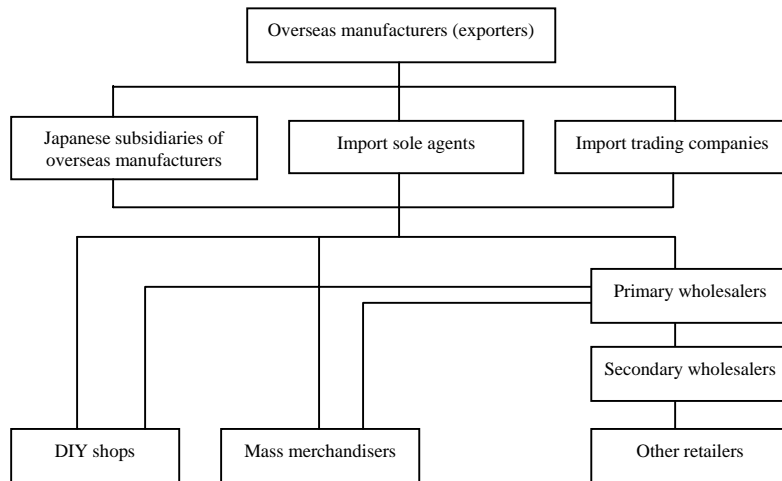 Overseas manufacturers (exporters)
Japanese subsidiaries of
overseas manufacturers
Import sole agents
Import trading companies
Primary wholesalers
Secondary wholesalers
DIY shops
Mass merchandisers
Other retailers